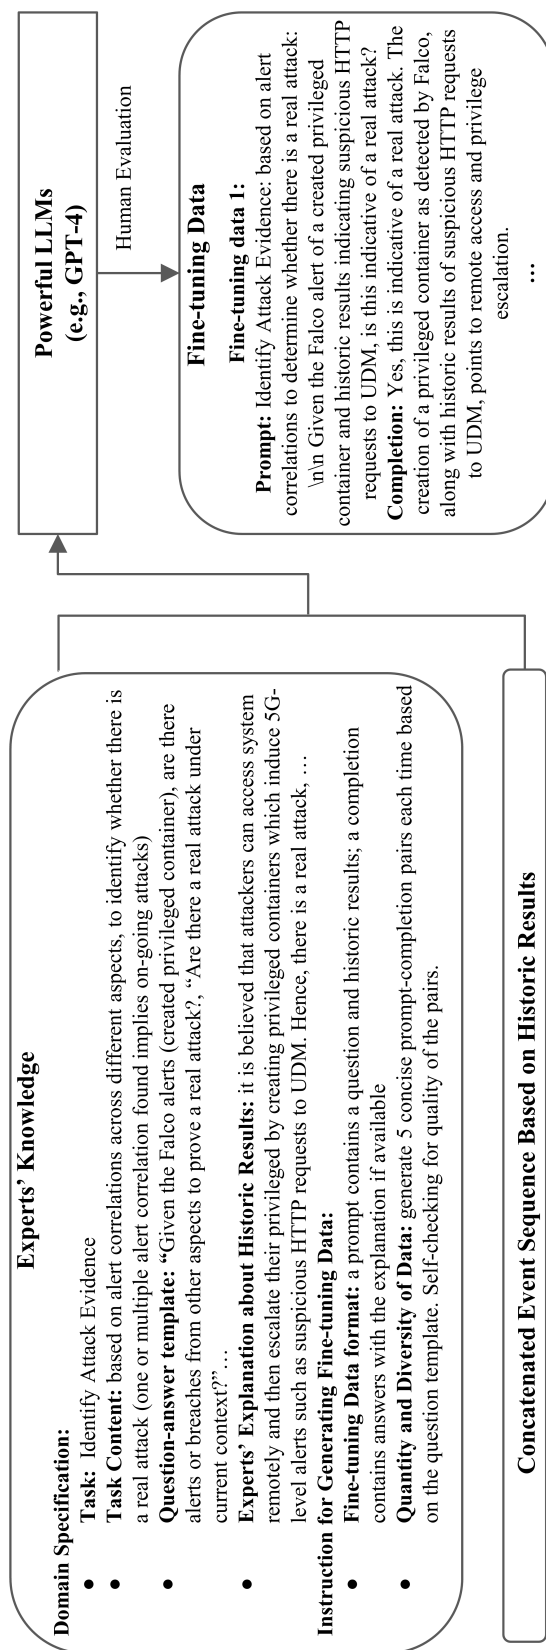 Experts’ Knowledge
Domain Specification:
● Task: Identify Attack Evidence
● Task Content: based on alert correlations across different aspects, to identify whether there is
a real attack (one or multiple alert correlation found implies on-going attacks)
● Question-answer template: “Given the Falco alerts (created privileged container), are there
alerts or breaches from other aspects to prove a real attack?, “Are there a real attack under
current context?” …
● Experts’ Explanation about Historic Results: it is believed that attackers can access system
remotely and then escalate their privileged by creating privileged containers which induce 5G-
level alerts such as suspicious HTTP requests to UDM. Hence, there is a real attack, …
Instruction for Generating Fine-tuning Data:
● Fine-tuning Data format: a prompt contains a question and historic results; a completion
contains answers with the explanation if available
● Quantity and Diversity of Data: generate 5 concise prompt-completion pairs each time based
on the question template. Self-checking for quality of the pairs.
Concatenated Event Sequence Based on Historic Results
Powerful LLMs
(e.g., GPT-4)
Human Evaluation
Fine-tuning Data
Fine-tuning data 1:
Prompt: Identify Attack Evidence: based on alert
correlations to determine whether there is a real attack:
\n\n Given the Falco alert of a created privileged
container and historic results indicating suspicious HTTP
requests to UDM, is this indicative of a real attack?
Completion: Yes, this is indicative of a real attack. The
creation of a privileged container as detected by Falco,
along with historic results of suspicious HTTP requests
to UDM, points to remote access and privilege
escalation.
…